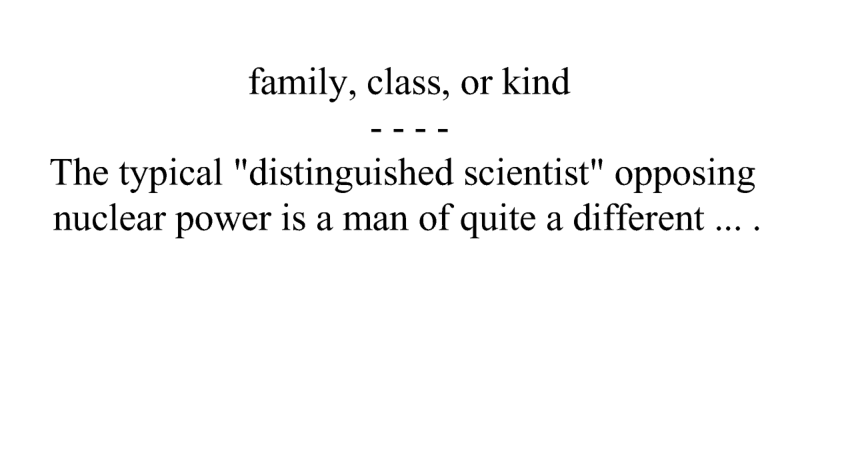 family, class, or kind
- - - -
The typical "distinguished scientist" opposing
nuclear power is a man of quite a different ... .